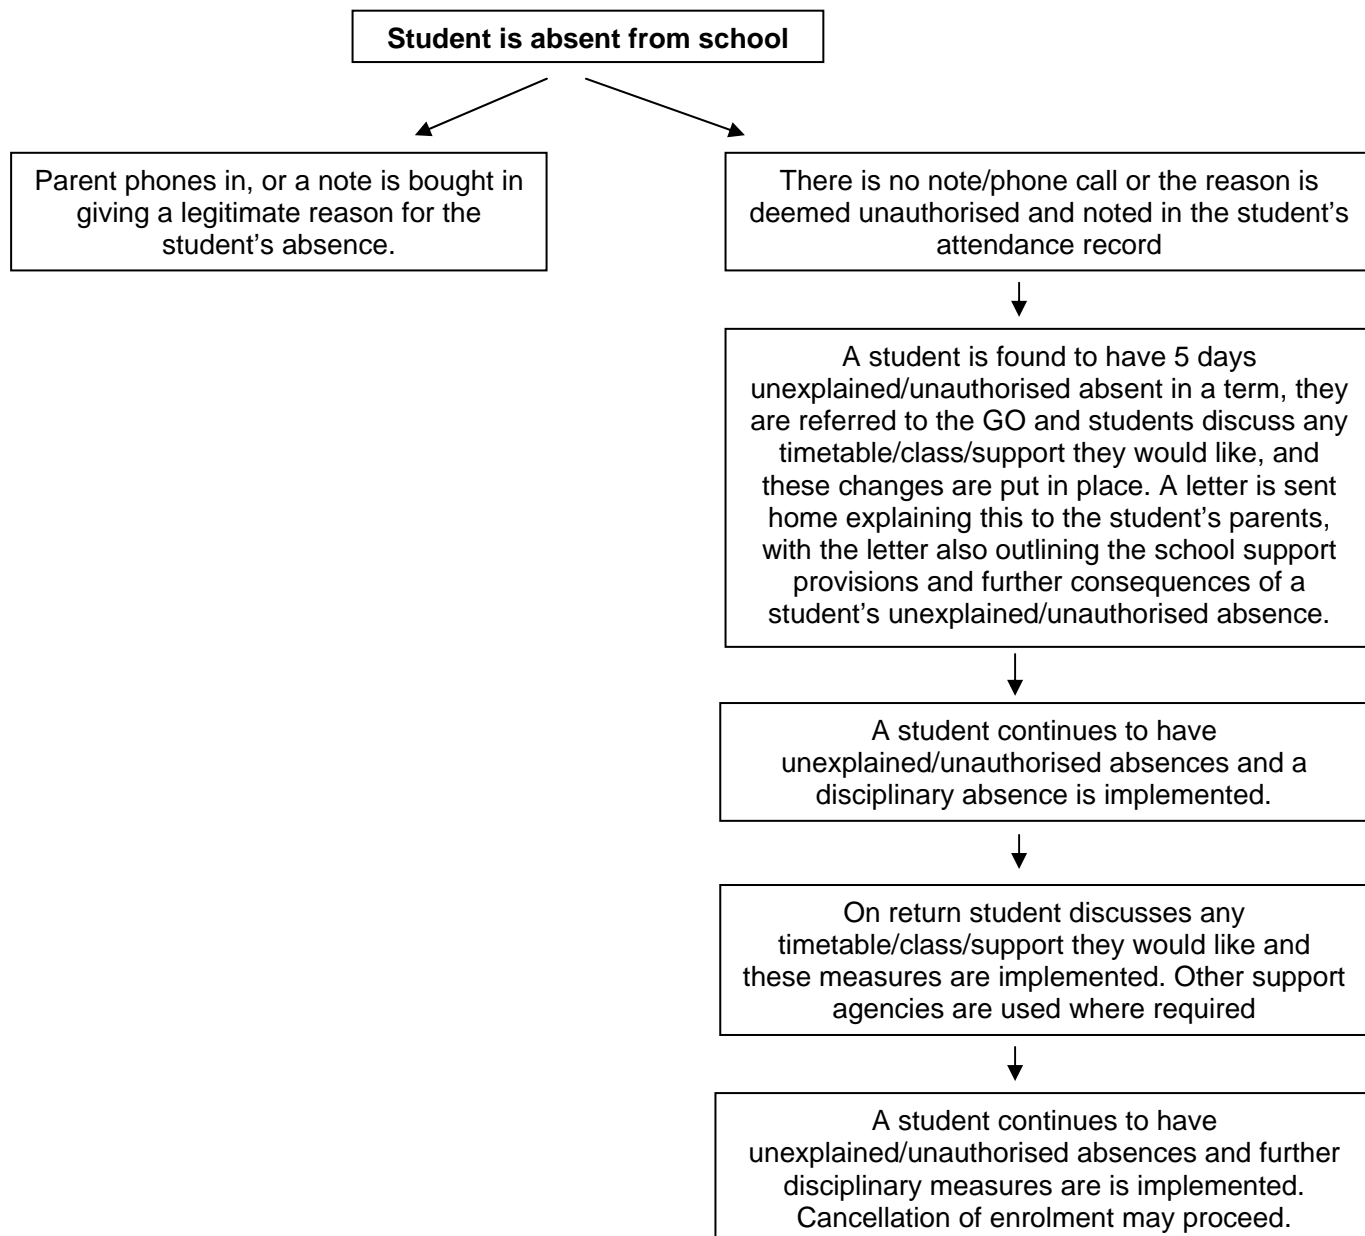 Student is absent from school
Parent phones in, or a note is bought in
giving a legitimate reason for the
student’s absence.
There is no note/phone call or the reason is
deemed unauthorised and noted in the student’s
attendance record
A student is found to have 5 days
unexplained/unauthorised absent in a term, they
are referred to the GO and students discuss any
timetable/class/support they would like, and
these changes are put in place. A letter is sent
home explaining this to the student’s parents,
with the letter also outlining the school support
provisions and further consequences of a
student’s unexplained/unauthorised absence.
A student continues to have
unexplained/unauthorised absences and a
disciplinary absence is implemented.
On return student discusses any
timetable/class/support they would like and
these measures are implemented. Other support
agencies are used where required
A student continues to have
unexplained/unauthorised absences and further
disciplinary measures are is implemented.
Cancellation of enrolment may proceed.